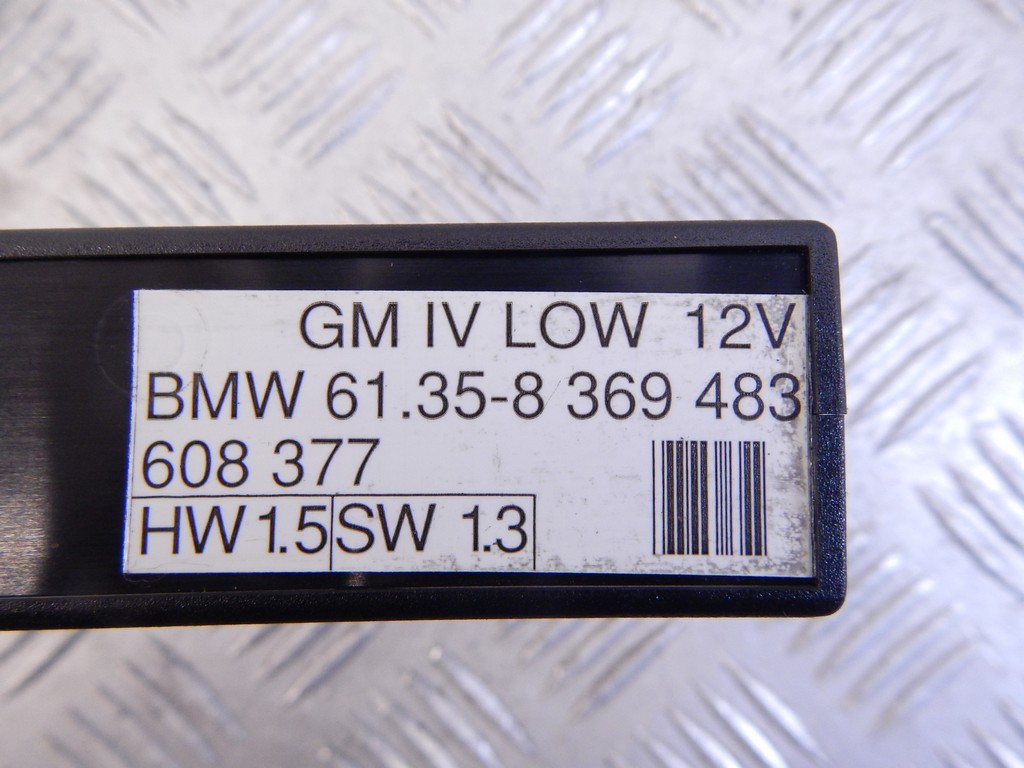 GM IV LOW 12V
BMW 61.35-8 369 483
608 377
HW 1.5 SW 1.3